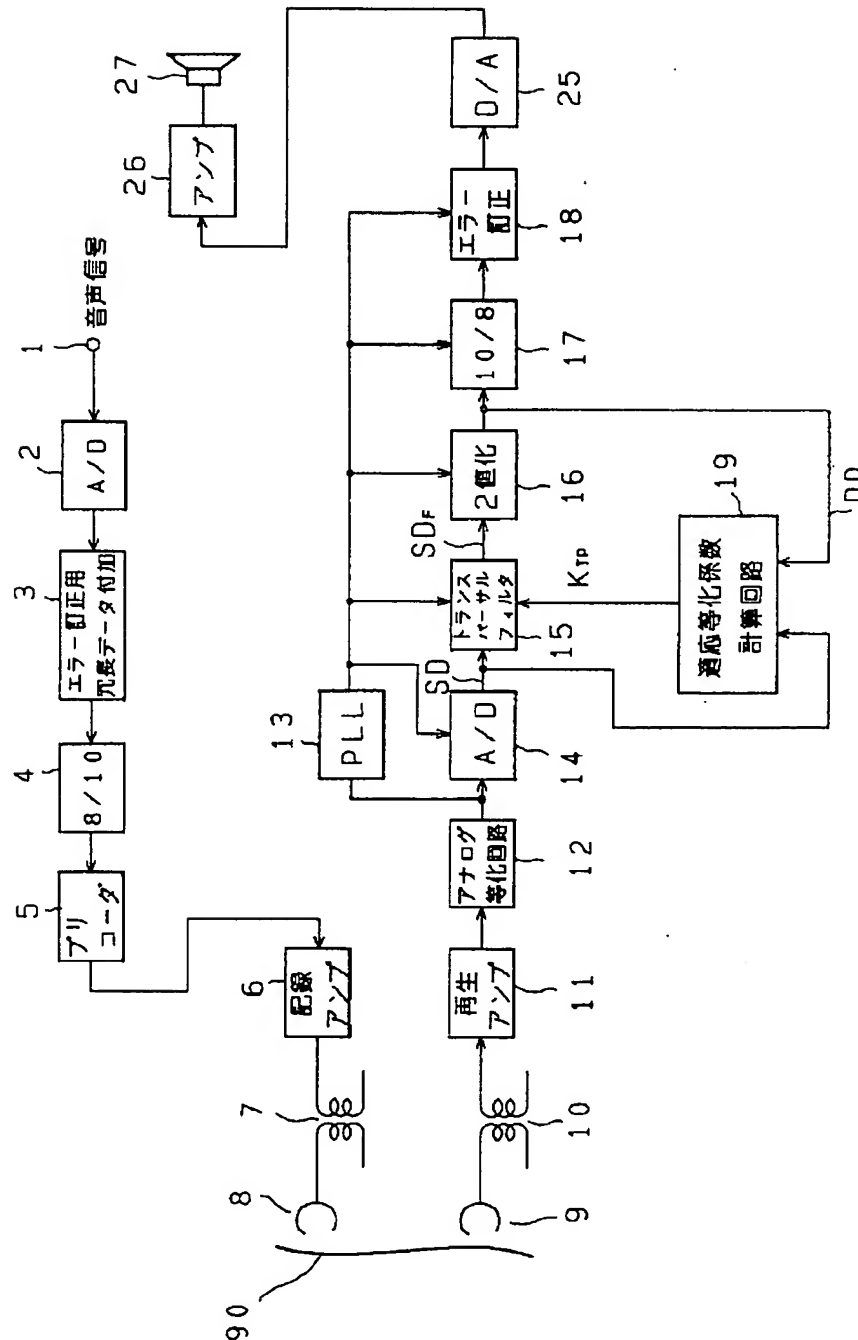 27
26
アンプ
D/A
25
1
音声信号
2
A/D
3
エラー訂正用
冗長データ付加
4
8/10
5
プリ
コーダ
エラー
訂正
18
10/8
17
2値化
16
SDF
トランス
バーサル
フィルタ
15
SD
13
PLL
A/D
14
KTP
19
適応等化係数
計算回路
DD
アナログ
等化回路
12
6
記録
アンプ
再生
アンプ
11
7
10
8
9
90